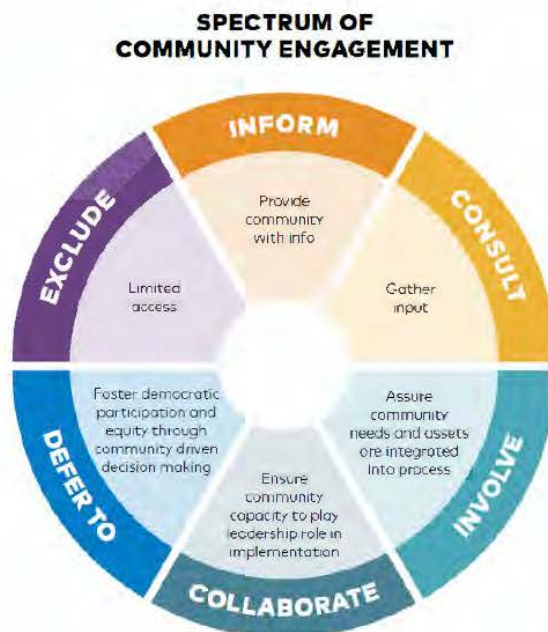 SPECTRUM OF
COMMUNITY ENGAGEMENT
INFORM
Provide
community
with info
CONSULT
Gather
input
INVOLVE
Assure
community
needs and assets
are integrated
into process
COLLABORATE
Ensure
community
capacity to play
leadership role in
implementation
DEFER TO
Foster democratic
participation and
equity through
community driven
decision making
EXCLUDE
Limited
access